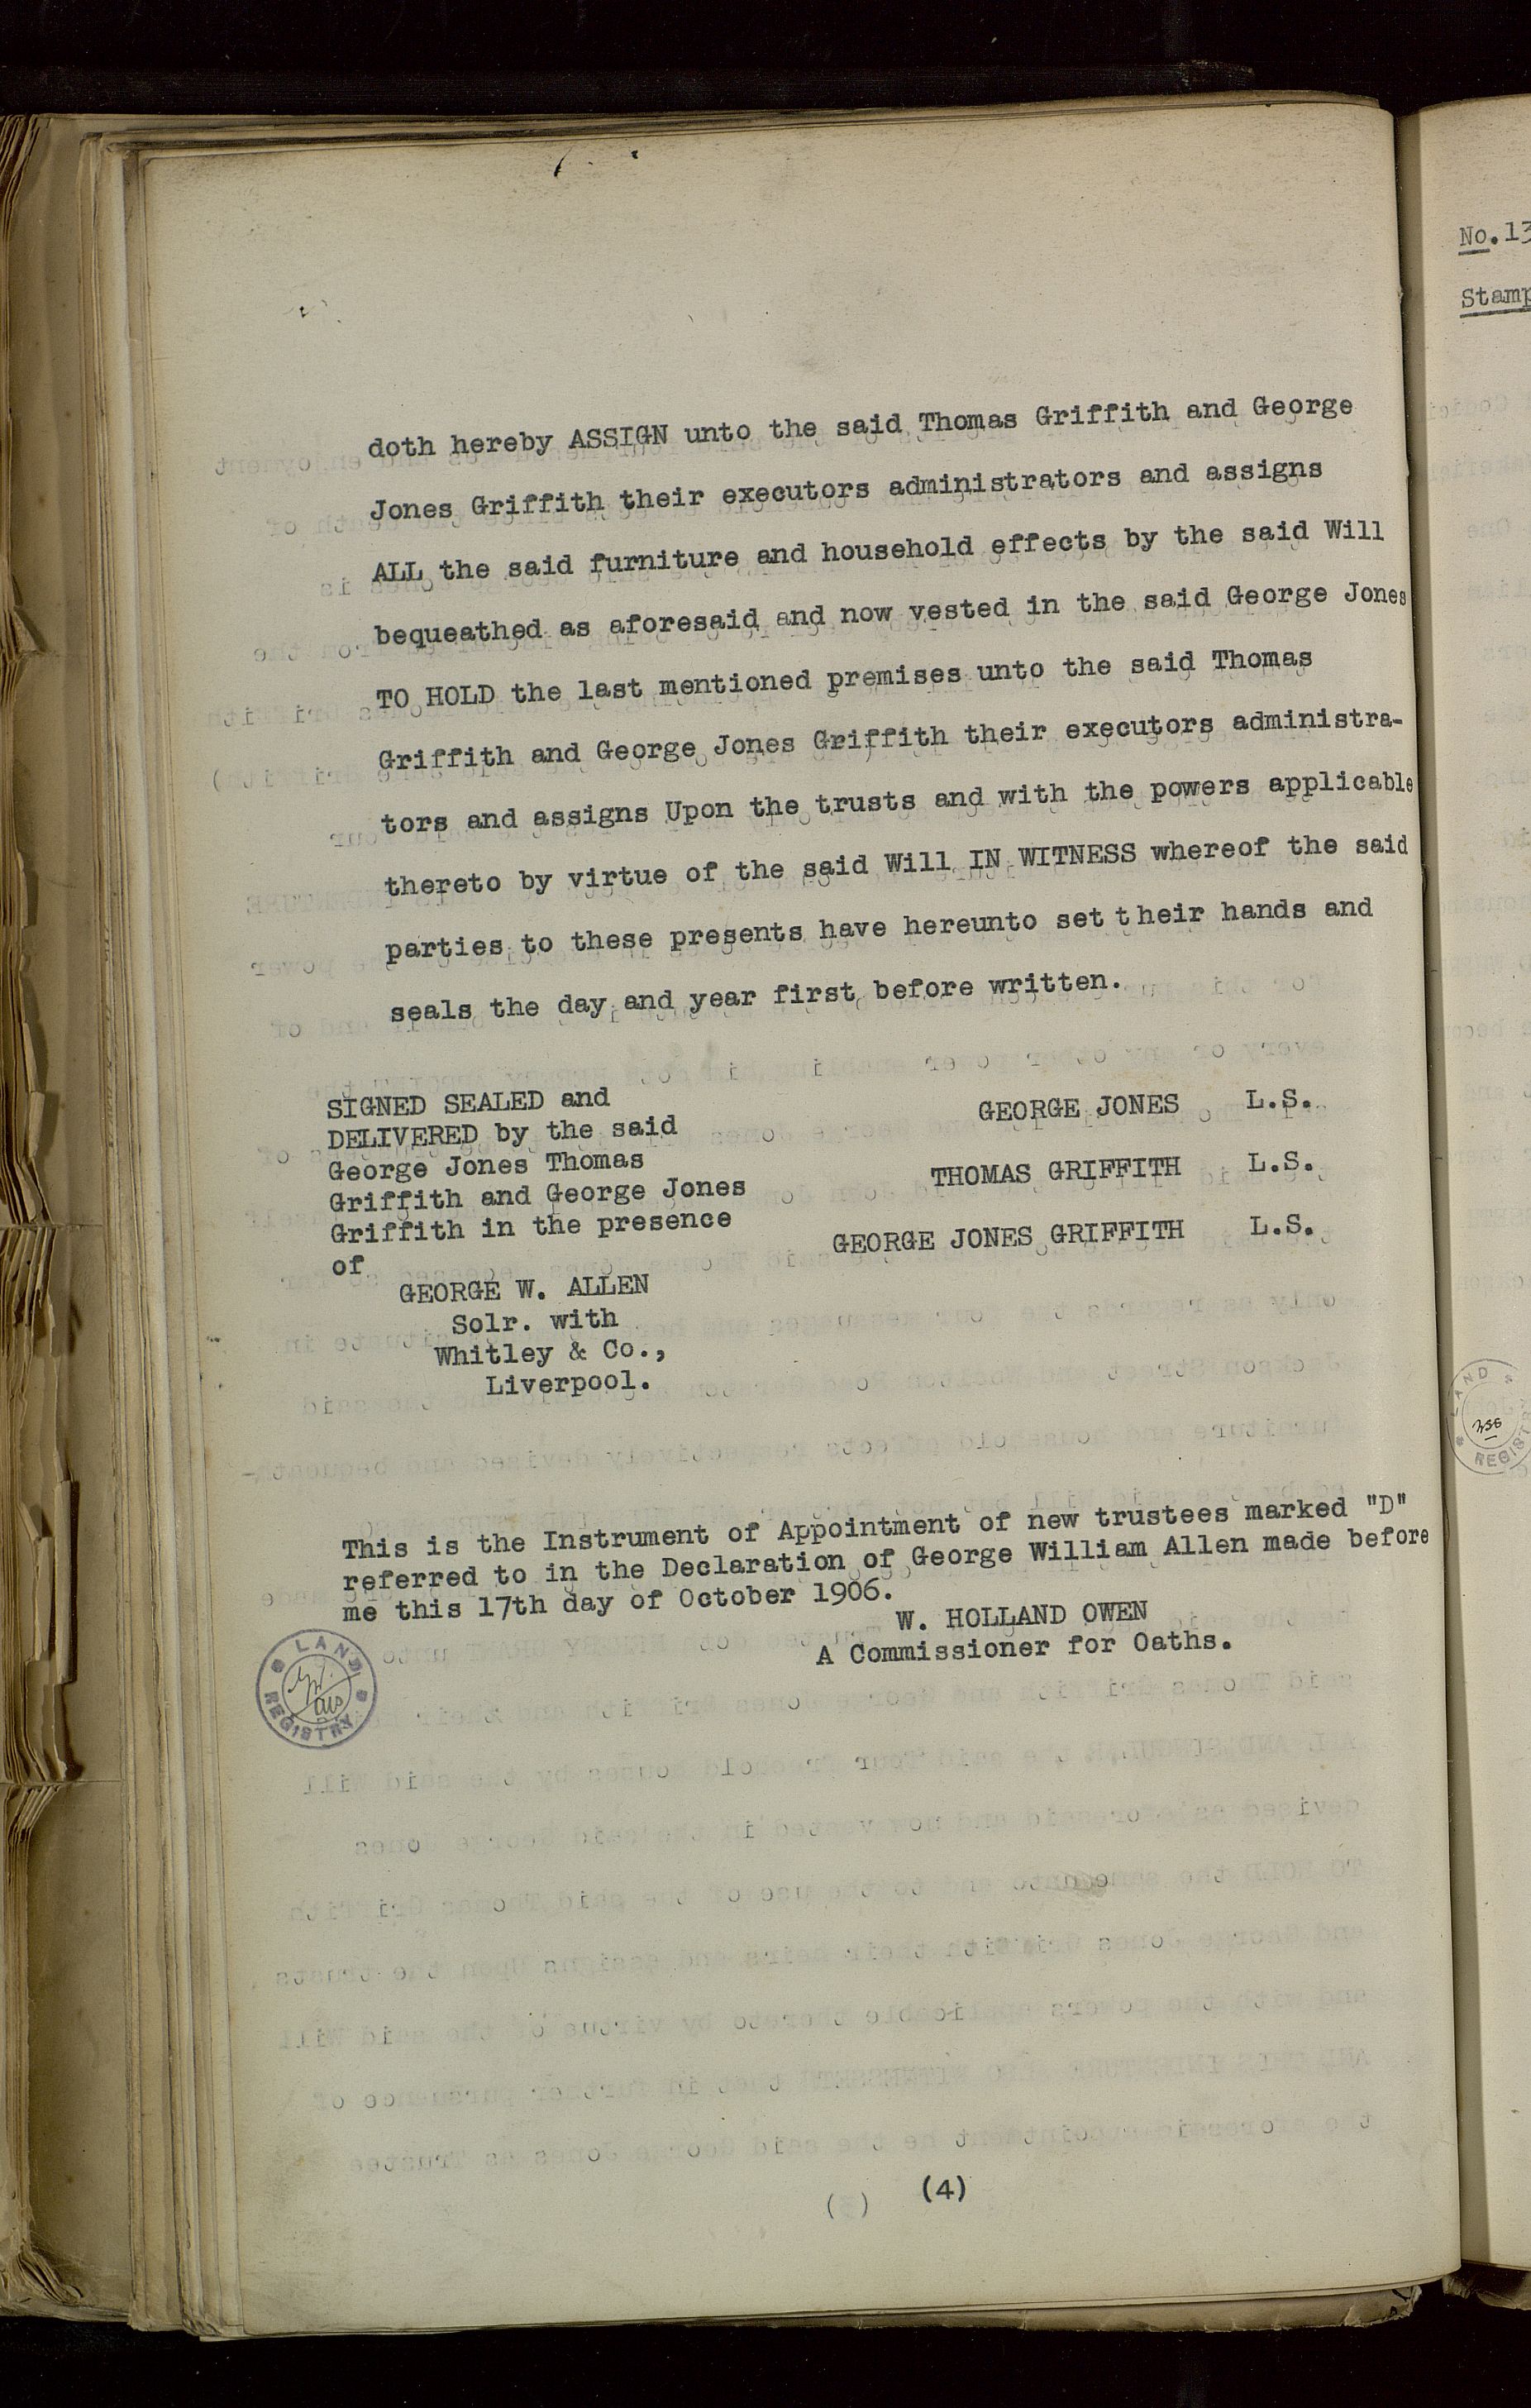 doth hereby ASSIGN unto the said Thomas Griffith and George
Jones Griffith their executors administrators and assigns
ALL the said furniture and household effects by the said Will
bequeathed as aforesaid and now vested in the said George Jones
TO HOLD the last mentioned premises unto the said Thomas
Griffith and George Jones Griffith their executors administra-
tors and assigns Upon the trusts and with the powers applicable
thereto by virtue of the said Will IN WITNESS whereof the said
parties to these presents have hereunto set their hands and
seals the day and year first before written.
SIGNED SEALED and
DELIVERED by the said
George Jones Thomas
Griffith and George Jones
Griffith in the presence
of
GEORGE W. ALLEN
Solr. with
Whitley & Co.,
Liverpool.
GEORGE JONES L.S.
THOMAS GRIFFITH L.S.
GEORGE JONES GRIFFITH L.S.
This is the Instrument of Appointment of new trustees marked "D"
referred to in the Declaration of George William Allen made before
me this 17th day of October 1906.
W. HOLLAND OWEN
A Commissioner for Oaths.
LAND REGISTRY
(4)
No.13
Stamp
LAND REGIST